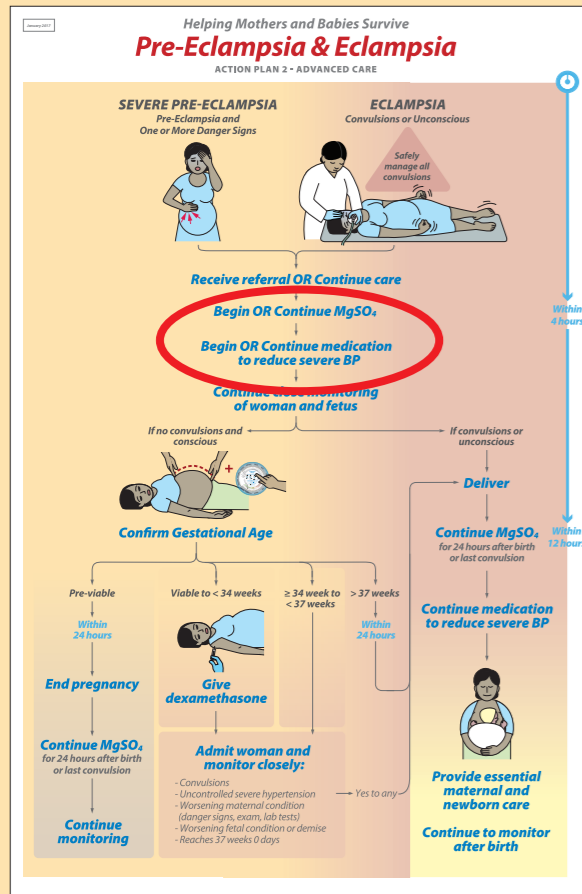 January 2017
Helping Mothers and Babies Survive
Pre-Eclampsia & Eclampsia
ACTION PLAN 2 - ADVANCED CARE
SEVERE PRE-ECLAMPSIA
Pre-Eclampsia and
One or More Danger Signs
ECLAMPSIA
Convulsions or Unconscious
Safely
manage all
convulsions
Receive referral OR Continue care
Begin OR Continue MgSO₄
Begin OR Continue medication
to reduce severe BP
Within
4 hours
Continue close monitoring
of woman and fetus
If no convulsions and
conscious
If convulsions or
unconscious
+
Confirm Gestational Age
Deliver
Continue MgSO₄
for 24 hours after birth
or last convulsion
Within
12 hours
Pre-viable
Within
24 hours
End pregnancy
Continue MgSO₄
for 24 hours after birth
or last convulsion
Continue
monitoring
Viable to < 34 weeks
Give
dexamethasone
≥ 34 week to
< 37 weeks
> 37 weeks
Within
24 hours
Admit woman and
monitor closely:
- Convulsions
- Uncontrolled severe hypertension
- Worsening maternal condition
(danger signs, exam, lab tests)
- Worsening fetal condition or demise
- Reaches 37 weeks 0 days
Yes to any
Continue medication
to reduce severe BP
Provide essential
maternal and
newborn care
Continue to monitor
after birth